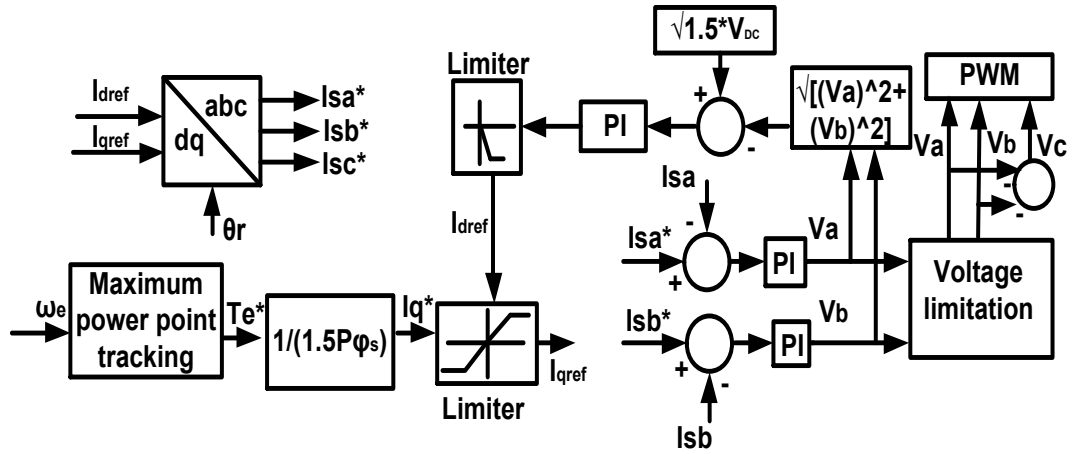 Idref
Iqref
abc
dq
Isa*
Isb*
Isc*
θr
Limiter
PI
√1.5*VDC
+
-
√[(Va)^2+
(Vb)^2]
PWM
Va
Vb
Vc
-
-
Idref
Isa
-
Isa*
+
PI
Va
Isb*
+
-
PI
Vb
Isb
Voltage
limitation
ωe
Maximum
power point
tracking
Te*
1/(1.5Pφs)
Iq*
Limiter
Iqref